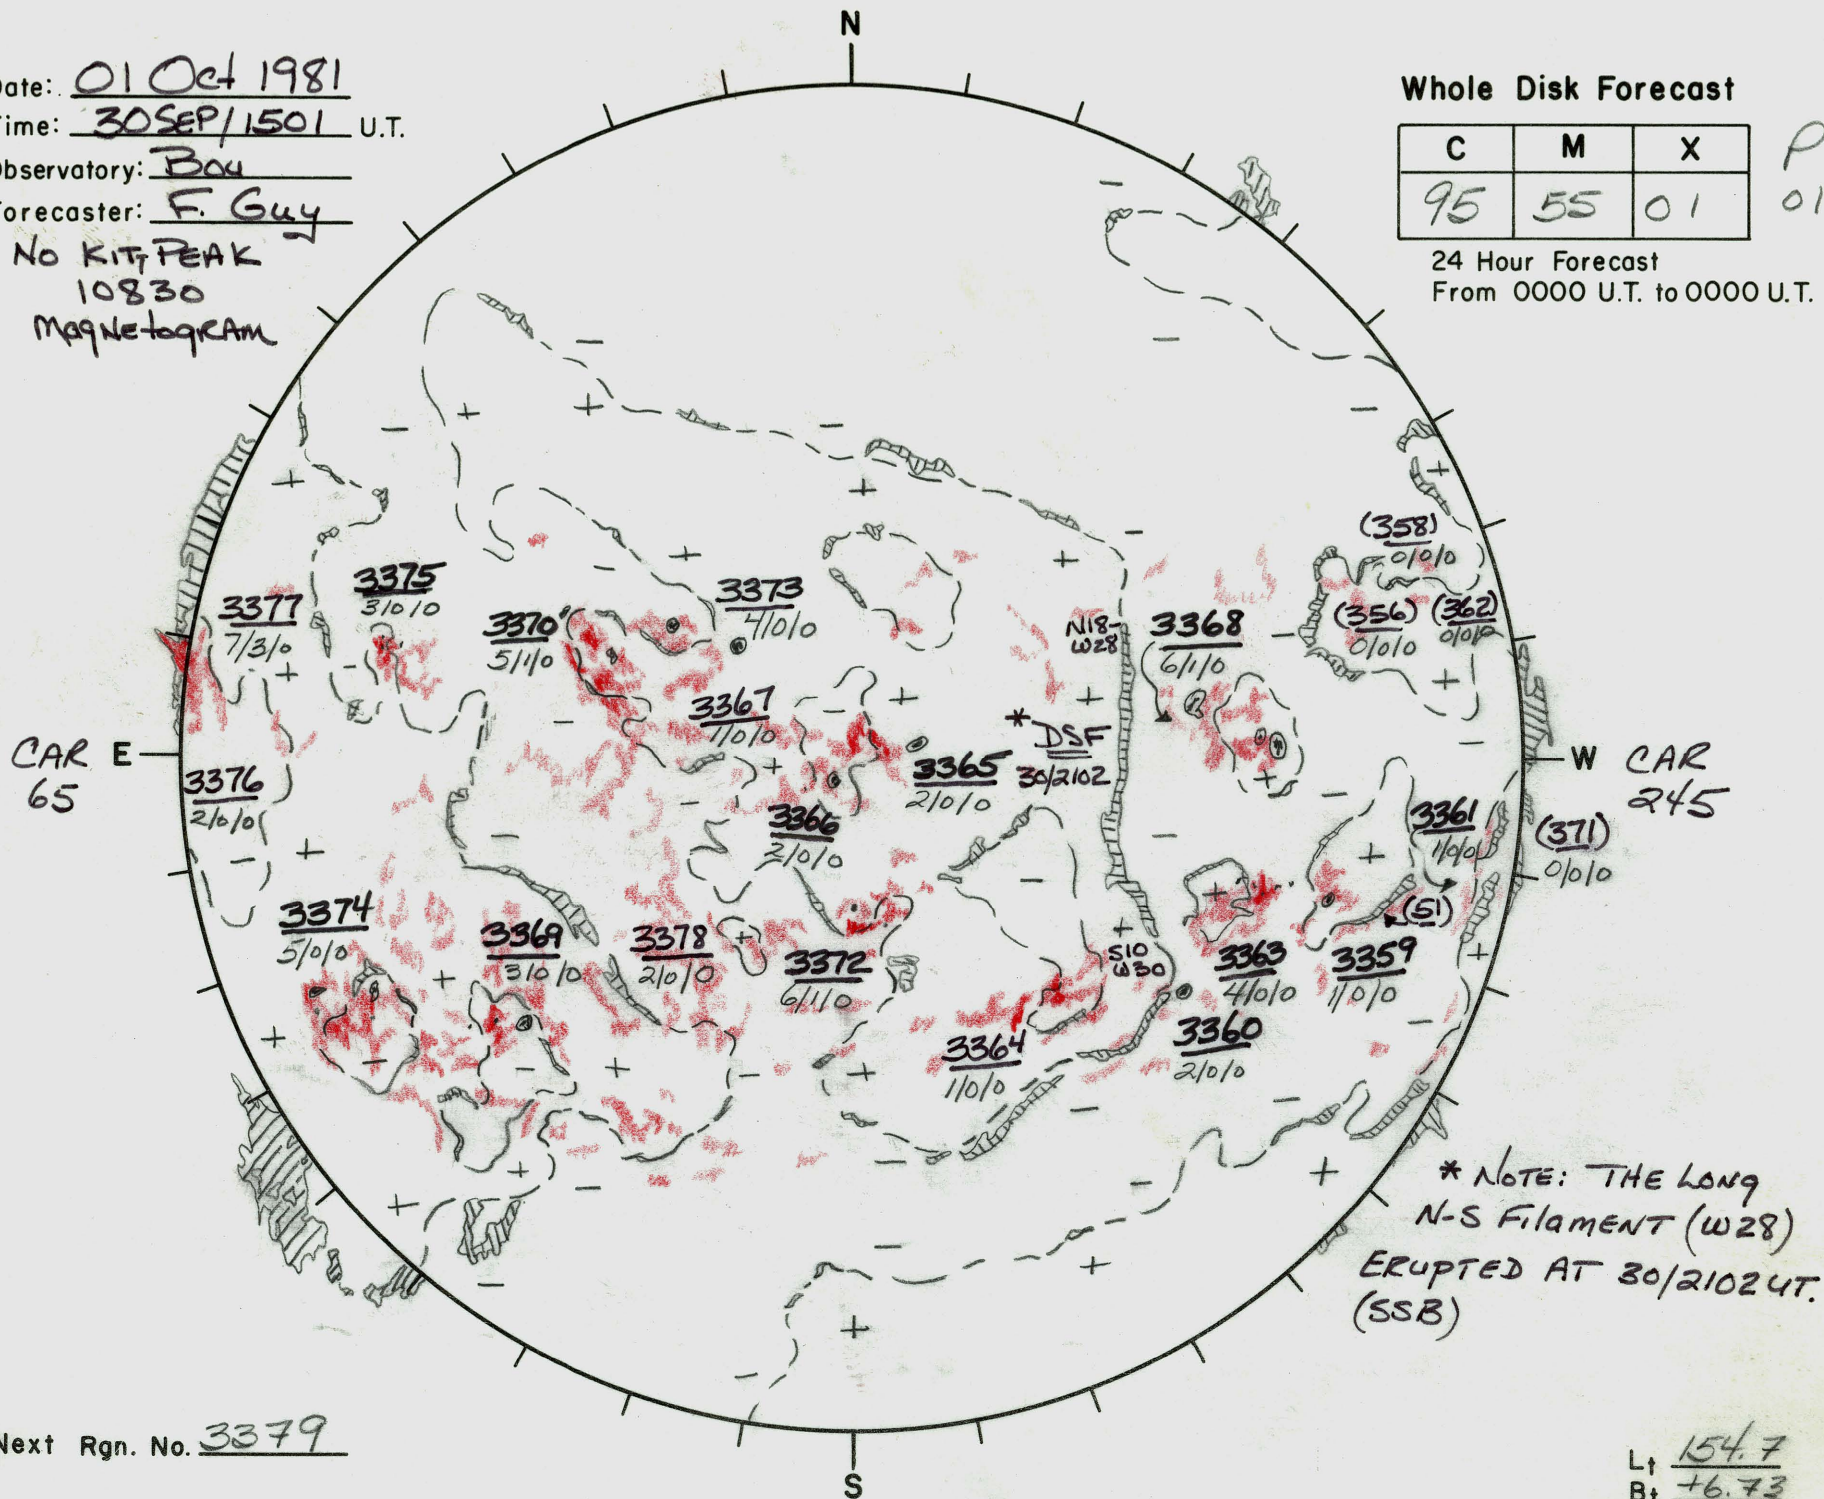 N
Date: 01 Oct 1981
Time: 30SEP/1501 U.T.
Observatory: Bou
Forecaster: F. Guy
NO KITT PEAK
10830
MAgNEtogRAm
Whole Disk Forecast
C M X P
95 55 01 01
24 Hour Forecast
From 0000 U.T. to 0000 U.T.
(358)
0/0/0
3375
3/0/0
3377
7/3/0
3373
4/0/0
3370
5/1/0
N18-
W28
3368
6/1/0
(356)
0/0/0
(362)
0/0/0
3367
1/0/0
* DSF
30/2102
3365
2/0/0
CAR
65
E
W
CAR
245
3376
2/0/0
3366
2/0/0
3361
1/0/0
(371)
0/0/0
(51)
3374
5/0/0
3369
3/0/0
3378
2/0/0
3372
6/1/0
S10
W30
3363
4/0/0
3359
1/0/0
3364
1/0/0
3360
2/0/0
* NOTE: THE LONg
N-S FilAMENT (W28)
ERUPTED AT 30/2102 UT.
(SSB)
Next Rgn. No. 3379
S
Lt 154.7
Bt +6.73